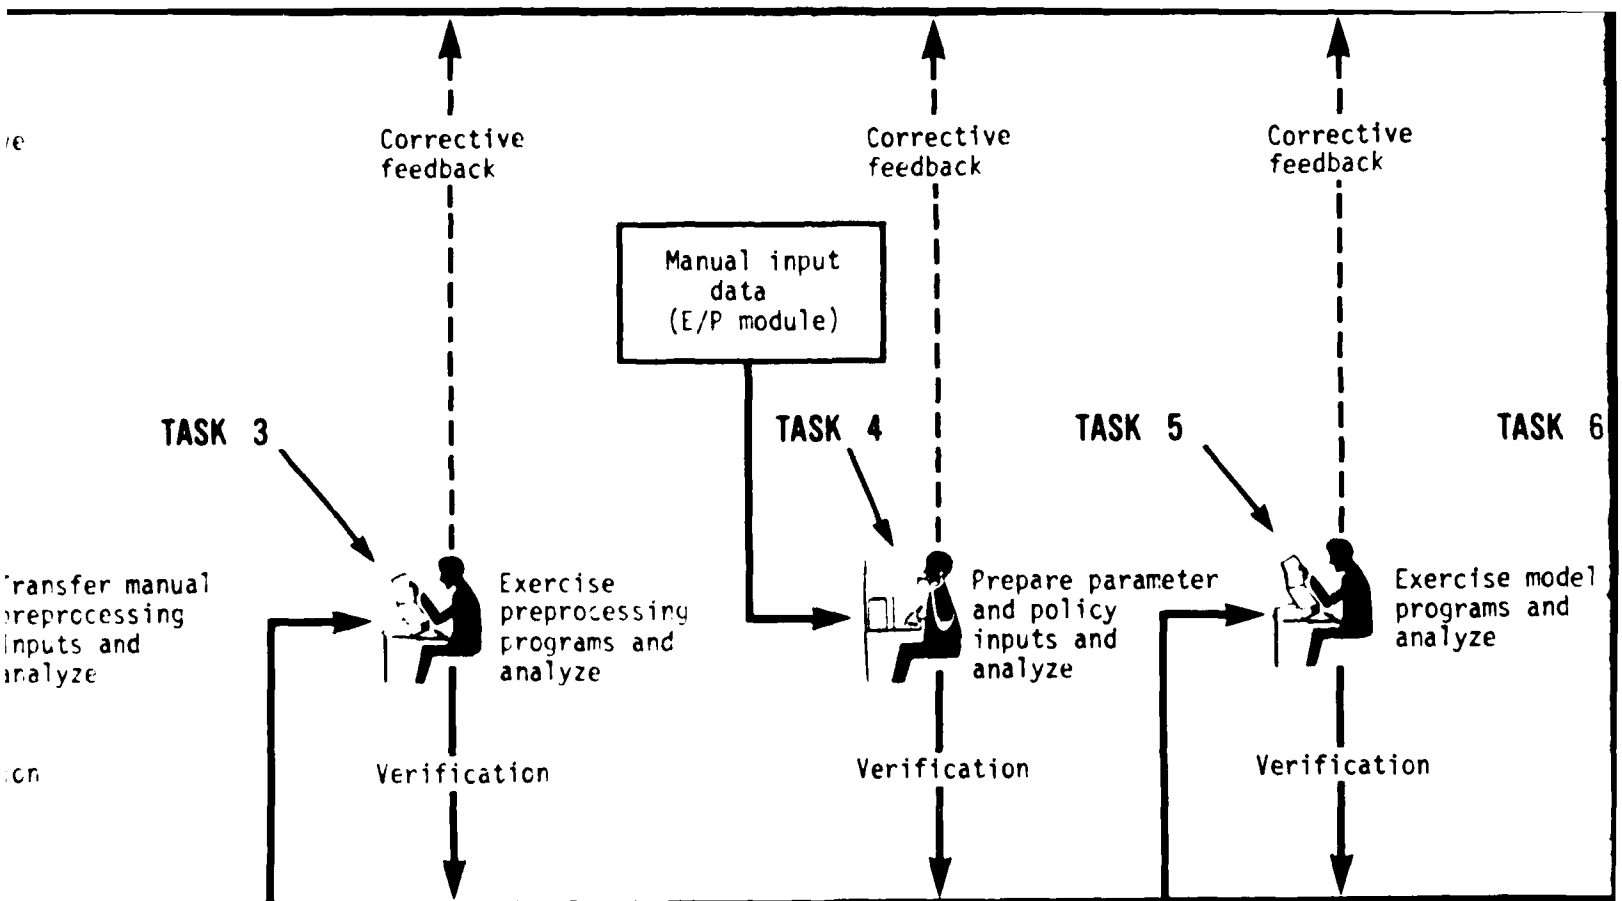 Corrective
feedback
Corrective
feedback
Corrective
feedback
Manual input
data
(E/P module)
TASK 3
TASK 4
TASK 5
TASK 6
manual
inputs and
Exercise
preprocessing
programs and
analyze
Prepare parameter
and policy
inputs and
analyze
Exercise model
programs and
analyze
Verification
Verification
Verification